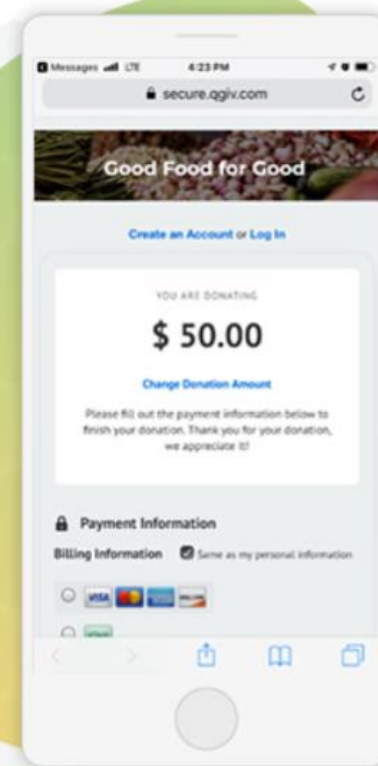 Messages LTE 4:23 PM
secure.qgiv.com
Good Food for Good
Create an Account or Log In
YOU ARE DONATING
$ 50.00
Change Donation Amount
Please fill out the payment information below to
finish your donation. Thank you for your donation,
we appreciate it!
Payment Information
Billing Information Same as my personal information
VISA